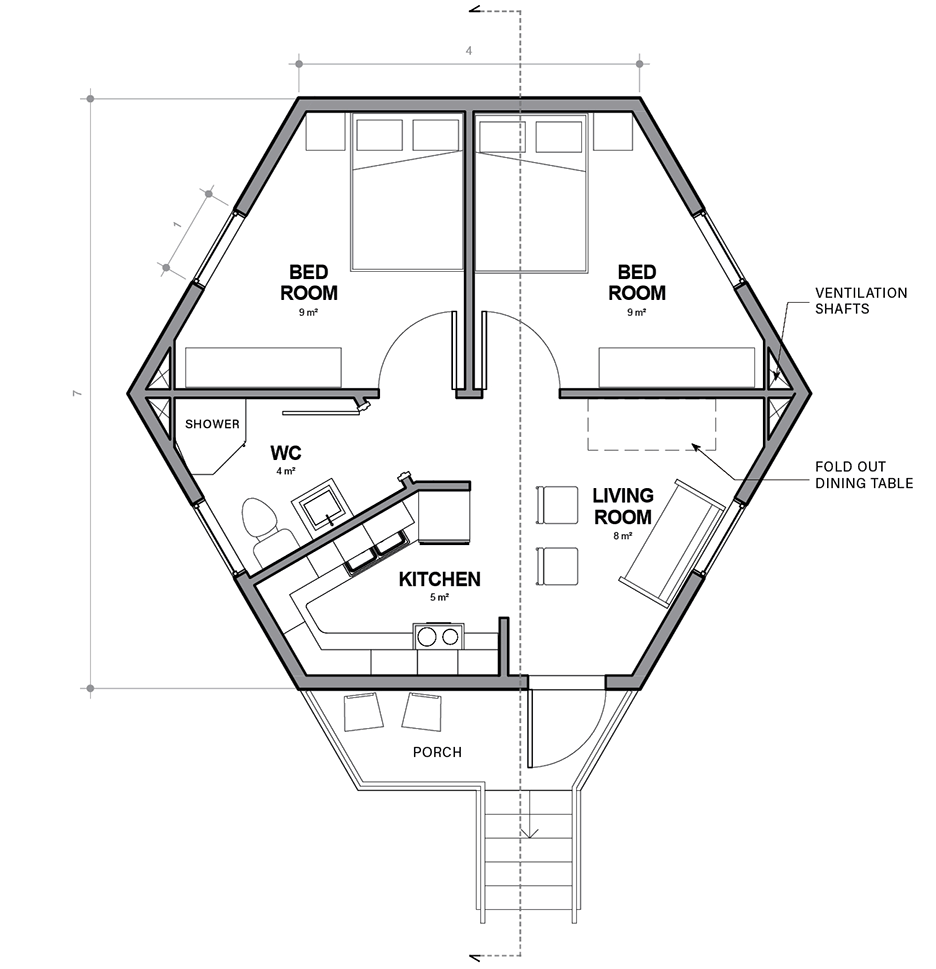 4
1
BED
ROOM
9 m²
BED
ROOM
9 m²
VENTILATION
SHAFTS
7
SHOWER
WC
4 m²
FOLD OUT
DINING TABLE
LIVING
ROOM
8 m²
KITCHEN
5 m²
PORCH